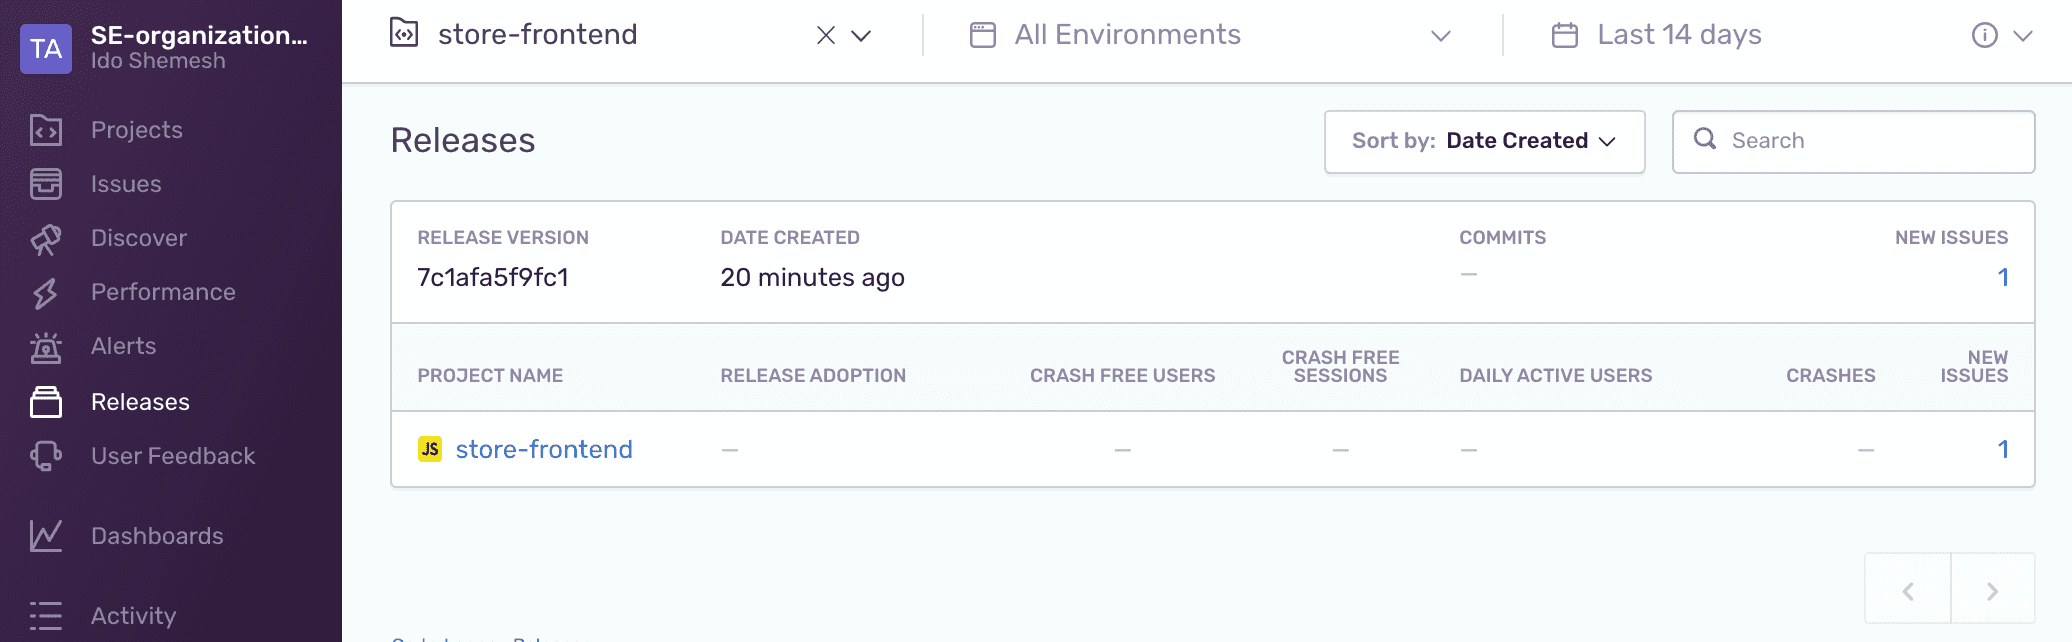 TA
SE-organization...
Ido Shemesh
Projects
Issues
Discover
Performance
Alerts
Releases
User Feedback
Dashboards
Activity
store-frontend
All Environments
Last 14 days
Releases
Sort by: Date Created
Search
RELEASE VERSION DATE CREATED COMMITS NEW ISSUES
7c1afa5f9fc1 20 minutes ago — 1
PROJECT NAME RELEASE ADOPTION CRASH FREE USERS CRASH FREE SESSIONS DAILY ACTIVE USERS CRASHES NEW ISSUES
JS store-frontend — — — — — 1